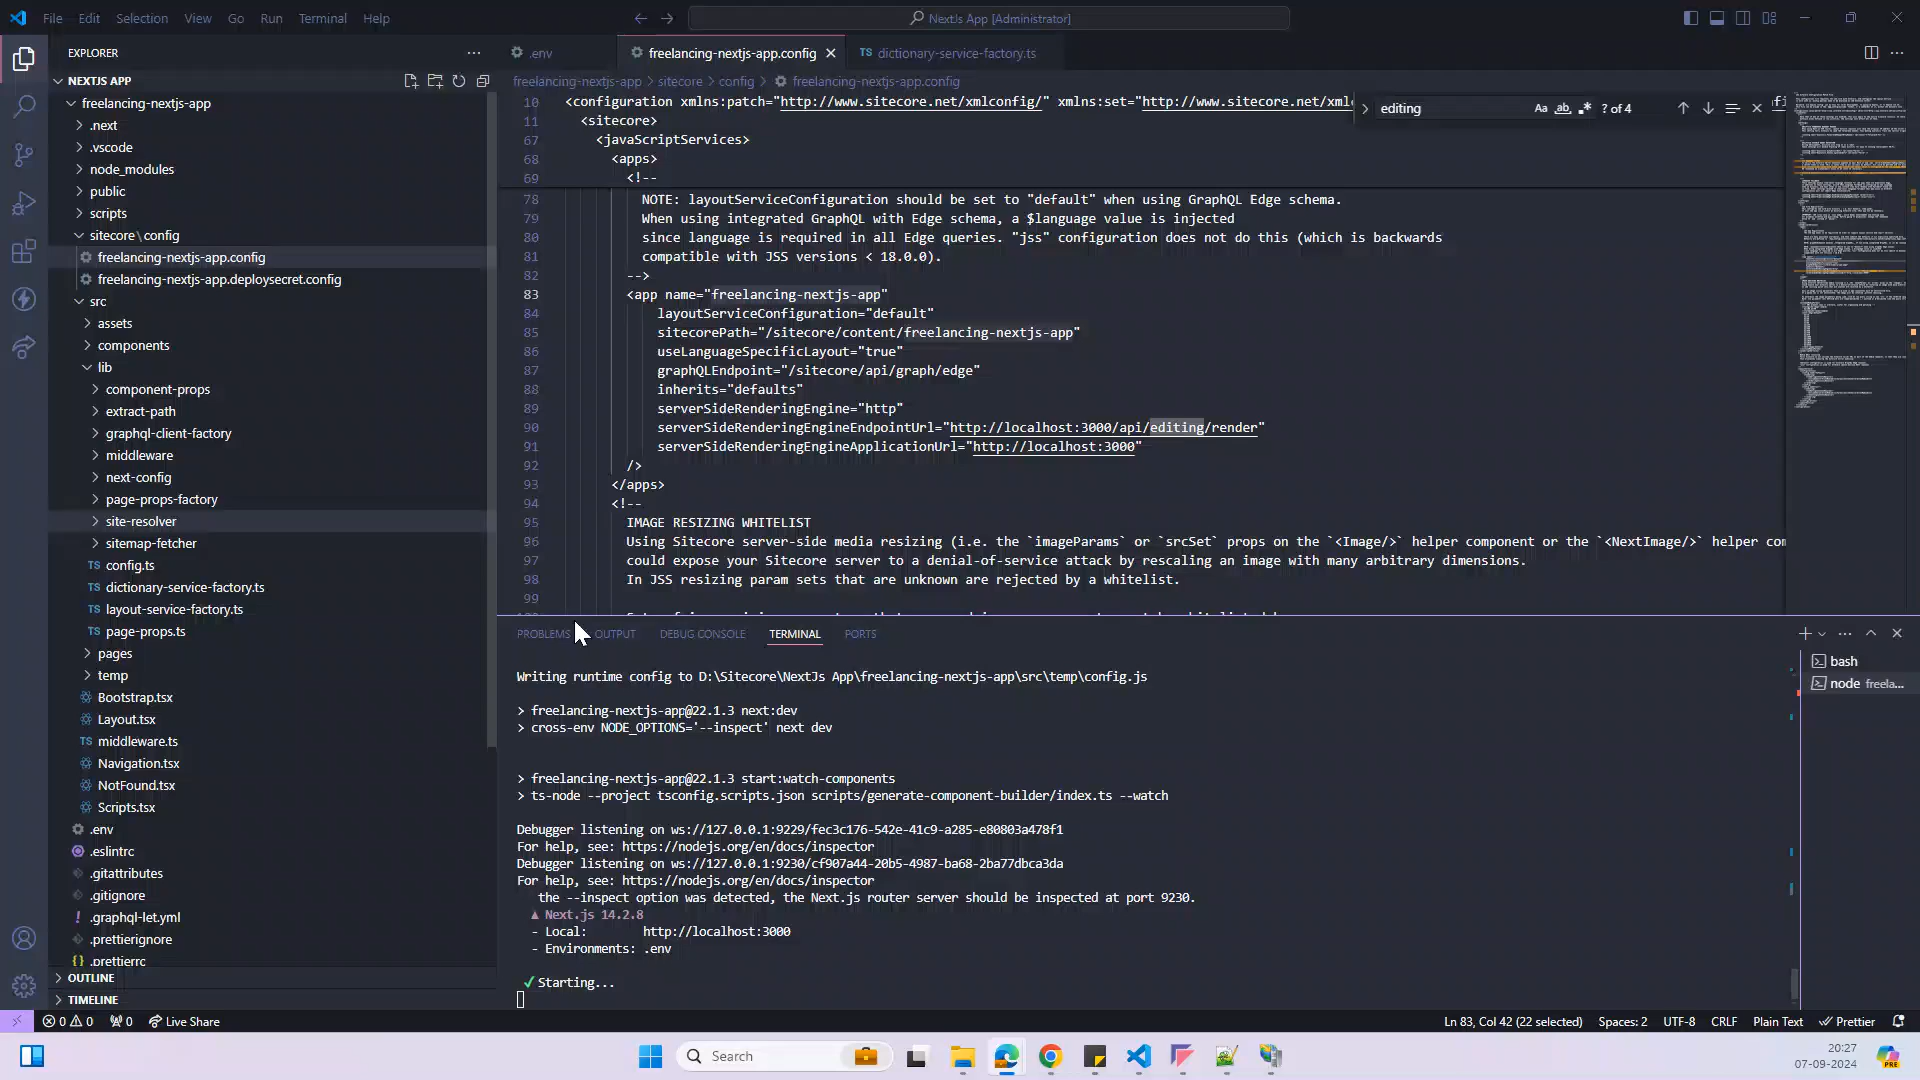 File Edit Selection View Go Run Terminal Help
NextJs App [Administrator]
EXPLORER
NEXTJS APP
freelancing-nextjs-app
.next
.vscode
node_modules
public
scripts
sitecore\config
freelancing-nextjs-app.config
freelancing-nextjs-app.deploysecret.config
src
assets
components
lib
component-props
extract-path
graphql-client-factory
middleware
next-config
page-props-factory
site-resolver
sitemap-fetcher
TS config.ts
TS dictionary-service-factory.ts
TS layout-service-factory.ts
TS page-props.ts
pages
temp
Bootstrap.tsx
Layout.tsx
TS middleware.ts
Navigation.tsx
NotFound.tsx
Scripts.tsx
.env
.eslintrc
.gitattributes
.gitignore
! .graphql-let.yml
.prettierignore
{} .prettierrc
OUTLINE
TIMELINE
.env
freelancing-nextjs-app.config
TS dictionary-service-factory.ts
freelancing-nextjs-app > sitecore > config > freelancing-nextjs-app.config
editing Aa ab .* ? of 4
10 <configuration xmlns:patch="http://www.sitecore.net/xmlconfig/" xmlns:set="http://www.sitecore.net/xmlc
11 <sitecore>
67 <javaScriptServices>
68 <apps>
69 <!--
78 NOTE: layoutServiceConfiguration should be set to "default" when using GraphQL Edge schema.
79 When using integrated GraphQL with Edge schema, a $language value is injected
80 since language is required in all Edge queries. "jss" configuration does not do this (which is backwards
81 compatible with JSS versions < 18.0.0).
82 -->
83 <app name="freelancing-nextjs-app"
84 layoutServiceConfiguration="default"
85 sitecorePath="/sitecore/content/freelancing-nextjs-app"
86 useLanguageSpecificLayout="true"
87 graphQLEndpoint="/sitecore/api/graph/edge"
88 inherits="defaults"
89 serverSideRenderingEngine="http"
90 serverSideRenderingEngineEndpointUrl="http://localhost:3000/api/editing/render"
91 serverSideRenderingEngineApplicationUrl="http://localhost:3000"
92 />
93 </apps>
94 <!--
95 IMAGE RESIZING WHITELIST
96 Using Sitecore server-side media resizing (i.e. the `imageParams` or `srcSet` props on the `<Image/>` helper component or the `<NextImage/>` helper com
97 could expose your Sitecore server to a denial-of-service attack by rescaling an image with many arbitrary dimensions.
98 In JSS resizing param sets that are unknown are rejected by a whitelist.
99
PROBLEMS OUTPUT DEBUG CONSOLE TERMINAL PORTS
Writing runtime config to D:\Sitecore\NextJs App\freelancing-nextjs-app\src\temp\config.js
> freelancing-nextjs-app@22.1.3 next:dev
> cross-env NODE_OPTIONS='--inspect' next dev
> freelancing-nextjs-app@22.1.3 start:watch-components
> ts-node --project tsconfig.scripts.json scripts/generate-component-builder/index.ts --watch
Debugger listening on ws://127.0.0.1:9229/fec3c176-542e-41c9-a285-e80803a478f1
For help, see: https://nodejs.org/en/docs/inspector
Debugger listening on ws://127.0.0.1:9230/cf907a44-20b5-4987-ba68-2ba77dbca3da
For help, see: https://nodejs.org/en/docs/inspector
the --inspect option was detected, the Next.js router server should be inspected at port 9230.
▲ Next.js 14.2.8
- Local: http://localhost:3000
- Environments: .env
✓ Starting...
bash
node freela...
0 0 0 Live Share
Ln 83, Col 42 (22 selected) Spaces: 2 UTF-8 CRLF Plain Text Prettier
Search
20:27
07-09-2024
PRE